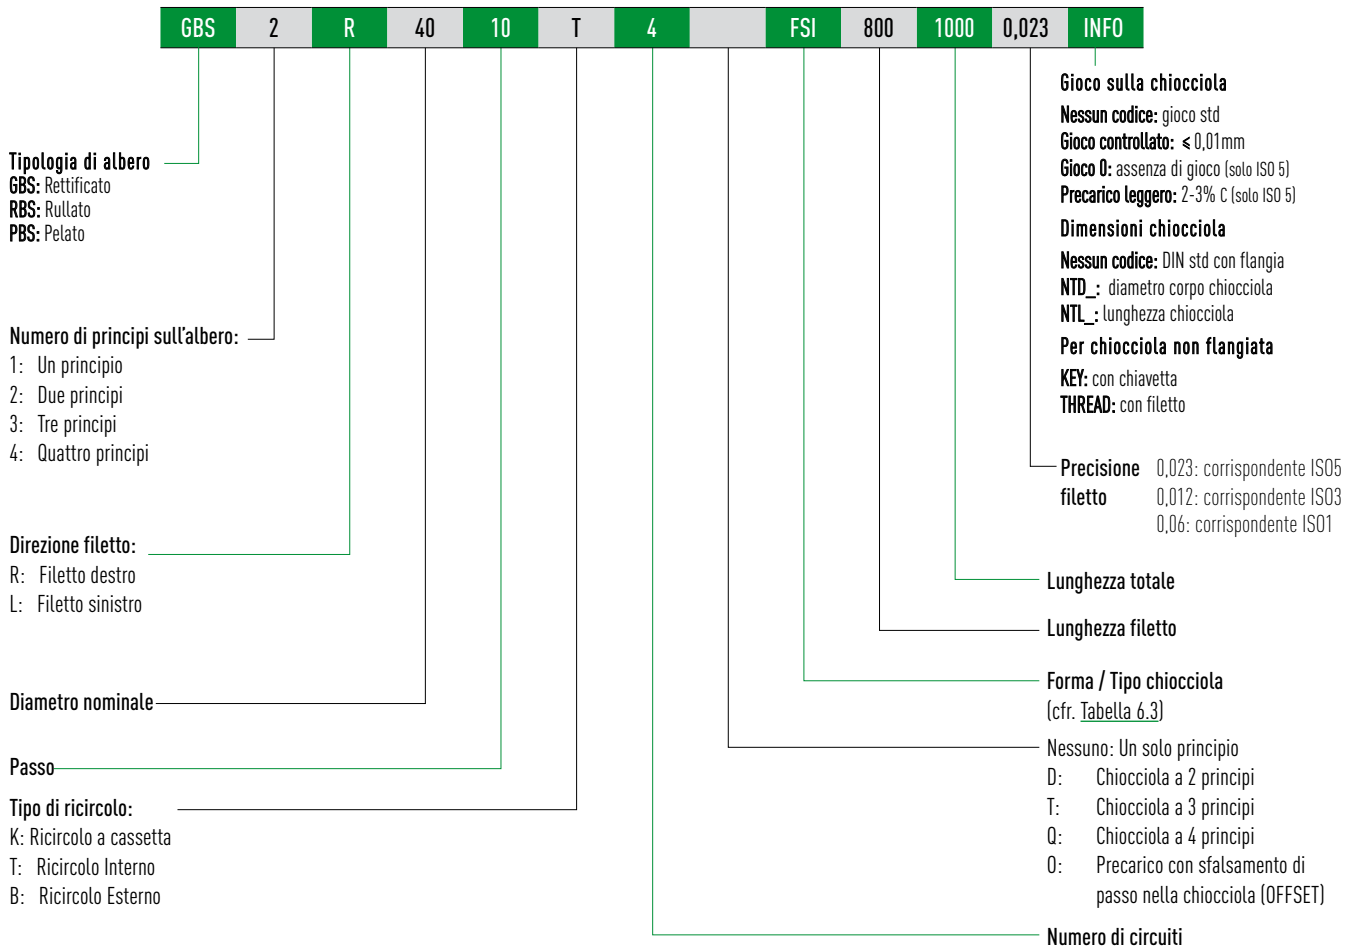 GBS 2 R 40 10 T 4 FSI 800 1000 0,023 INFO
Tipologia di albero
GBS: Rettificato
RBS: Rullato
PBS: Pelato
Numero di principi sull'albero:
1: Un principio
2: Due principi
3: Tre principi
4: Quattro principi
Direzione filetto:
R: Filetto destro
L: Filetto sinistro
Diametro nominale
Passo
Tipo di ricircolo:
K: Ricircolo a cassetta
T: Ricircolo Interno
B: Ricircolo Esterno
Gioco sulla chiocciola
Nessun codice: gioco std
Gioco controllato: ⩽ 0,01mm
Gioco 0: assenza di gioco (solo ISO 5)
Precarico leggero: 2-3% C (solo ISO 5)
Dimensioni chiocciola
Nessun codice: DIN std con flangia
NTD_: diametro corpo chiocciola
NTL_: lunghezza chiocciola
Per chiocciola non flangiata
KEY: con chiavetta
THREAD: con filetto
Precisione 0,023: corrispondente ISO5
filetto 0,012: corrispondente ISO3
0,06: corrispondente ISO1
Lunghezza totale
Lunghezza filetto
Forma / Tipo chiocciola
(cfr. Tabella 6.3)
Nessuno: Un solo principio
D: Chiocciola a 2 principi
T: Chiocciola a 3 principi
Q: Chiocciola a 4 principi
O: Precarico con sfalsamento di
passo nella chiocciola (OFFSET)
Numero di circuiti